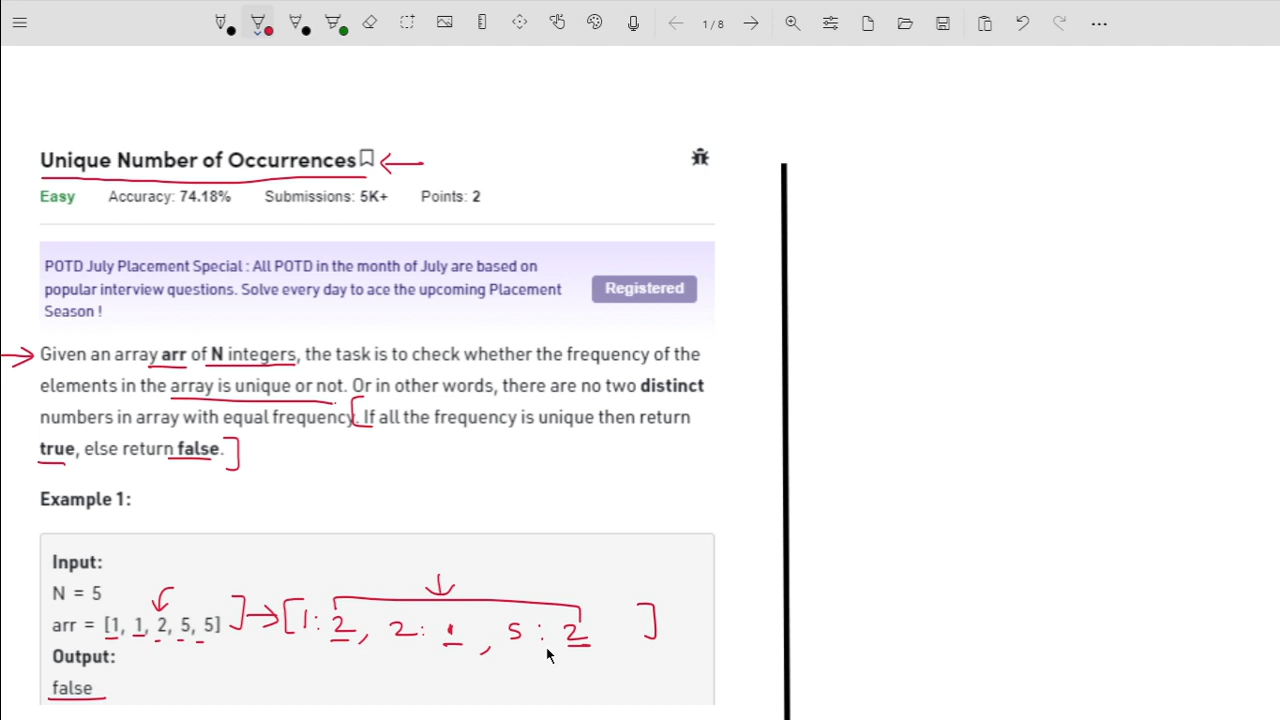 1/8
Unique Number of Occurrences
Easy Accuracy: 74.18% Submissions: 5K+ Points: 2
POTD July Placement Special : All POTD in the month of July are based on
popular interview questions. Solve every day to ace the upcoming Placement
Season !
Registered
Given an array arr of N integers, the task is to check whether the frequency of the
elements in the array is unique or not. Or in other words, there are no two distinct
numbers in array with equal frequency. [If all the frequency is unique then return
true, else return false. ]
Example 1:
Input:
N = 5
arr = [1, 1, 2, 5, 5] ] → [1: 2, 2: 1, 5: 2 ]
Output:
false